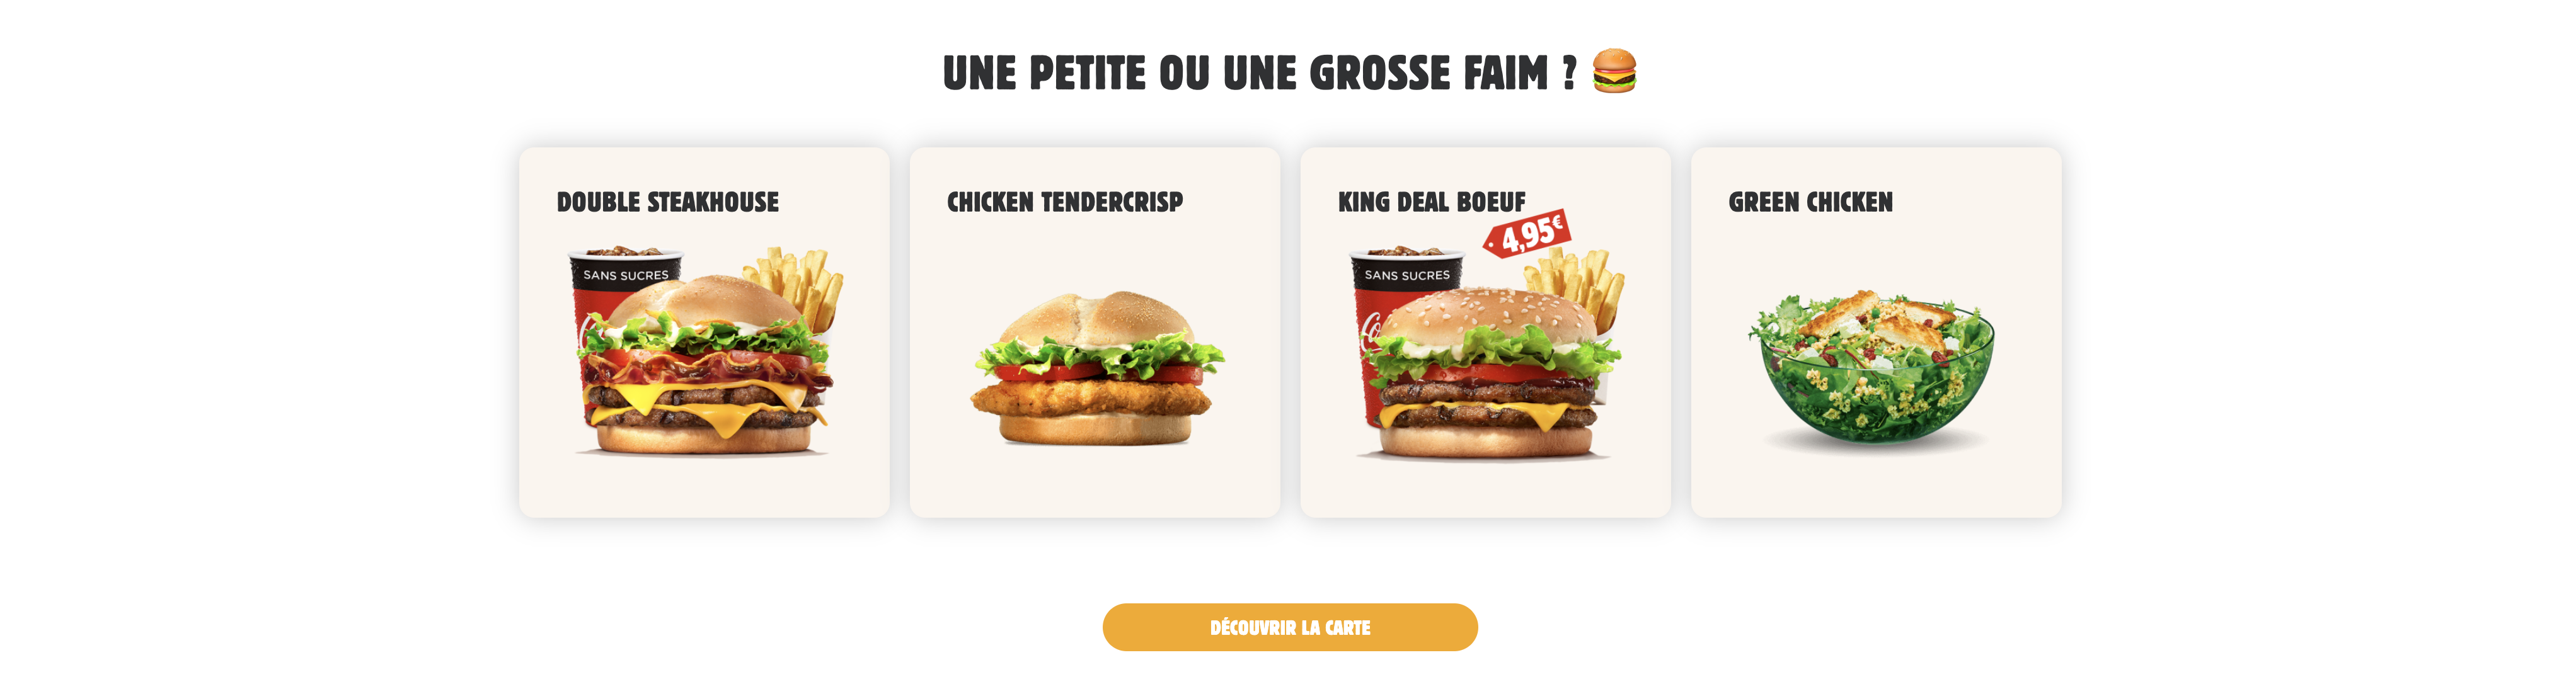 UNE PETITE OU UNE GROSSE FAIM ? 🍔
DOUBLE STEAKHOUSE
SANS SUCRES
CHICKEN TENDERCRISP
KING DEAL BOEUF
4,95€
SANS SUCRES
GREEN CHICKEN
DÉCOUVRIR LA CARTE